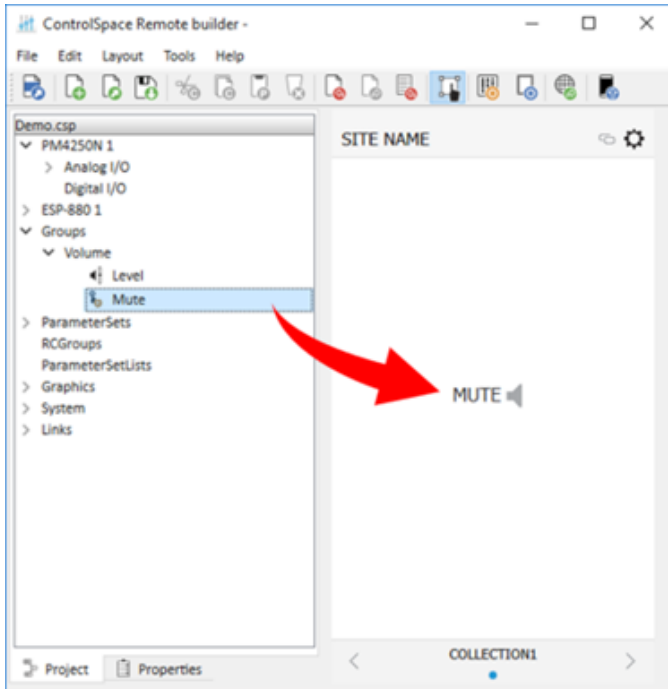 ControlSpace Remote builder -
File Edit Layout Tools Help
Demo.csp
PM4250N 1
Analog I/O
Digital I/O
ESP-880 1
Groups
Volume
Level
Mute
ParameterSets
RCGroups
ParameterSetLists
Graphics
System
Links
Project Properties
SITE NAME
MUTE
COLLECTION1